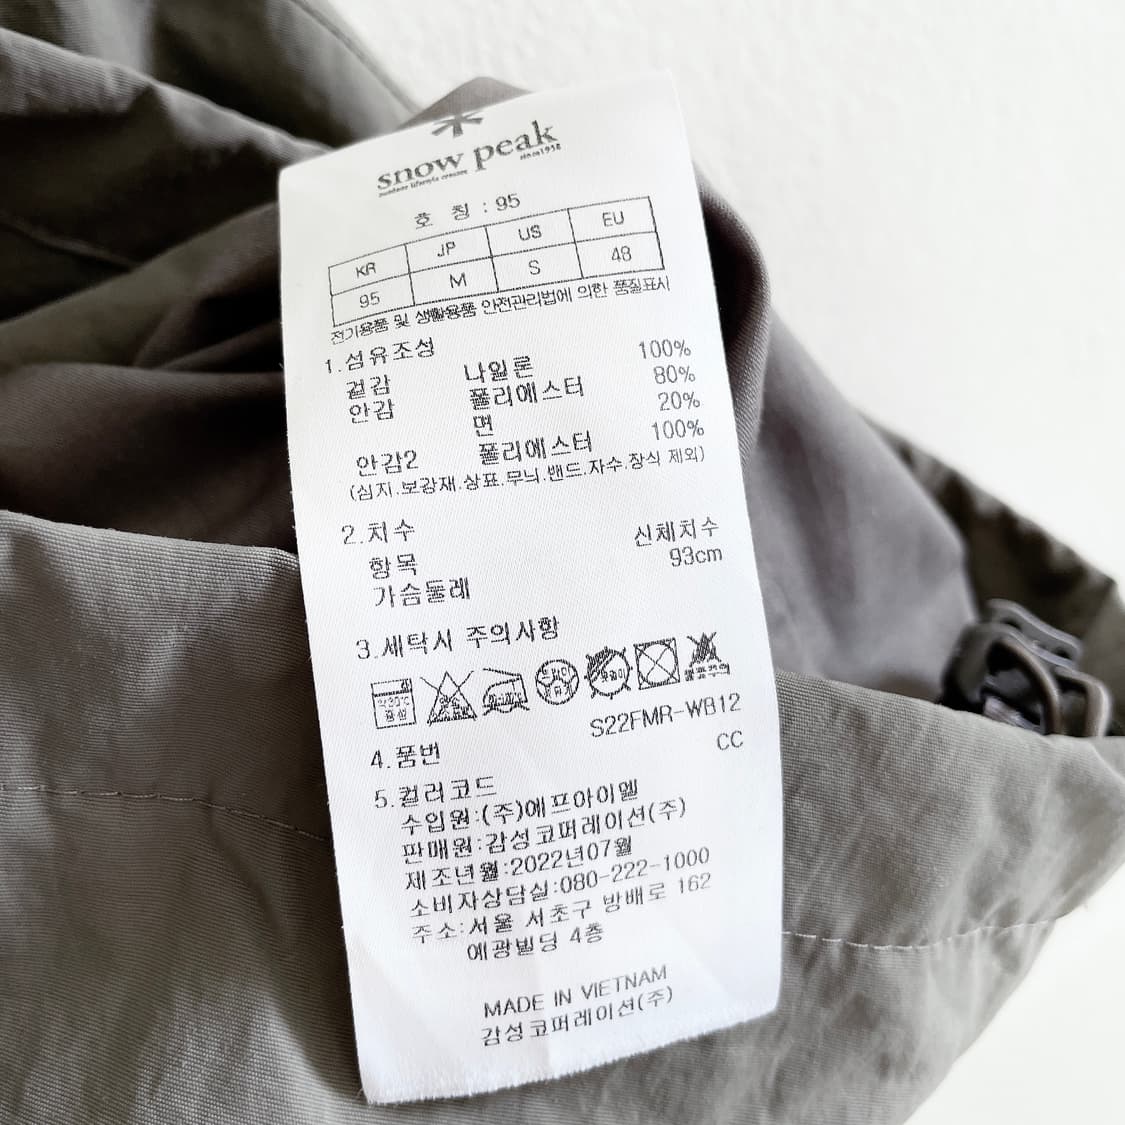 snow peak
outdoor lifestyle creator since1958
호 칭 : 95
KR JP US EU
95 M S 48
전기용품 및 생활용품 안전관리법에 의한 품질표시
1.섬유조성
겉감 나일론 100%
안감 폴리에스터 80%
면 20%
안감2 폴리에스터 100%
(심지.보강재.상표.무늬.밴드.자수.장식 제외)
2.치수
항목 신체치수
가슴둘레 93cm
3.세탁시 주의사항
약30℃
중성
4.품번 S22FMR-WB12
5.컬러코드 CC
수입원:(주)에프아이엘
판매원:감성코퍼레이션(주)
제조년월:2022년07월
소비자상담실:080-222-1000
주소:서울 서초구 방배로 162
예광빌딩 4층
MADE IN VIETNAM
감성코퍼레이션(주)